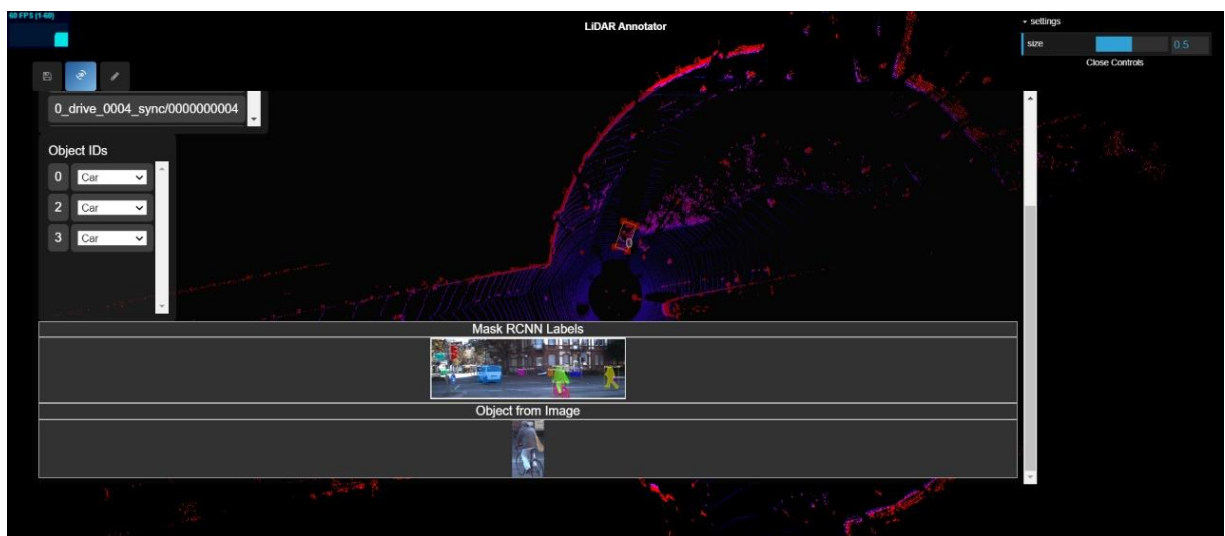 60 FPS (1-60)
LiDAR Annotator
settings
size
0.5
Close Controls
0_drive_0004_sync/0000000004
Object IDs
0 Car
2 Car
3 Car
0
Mask RCNN Labels
Object from Image